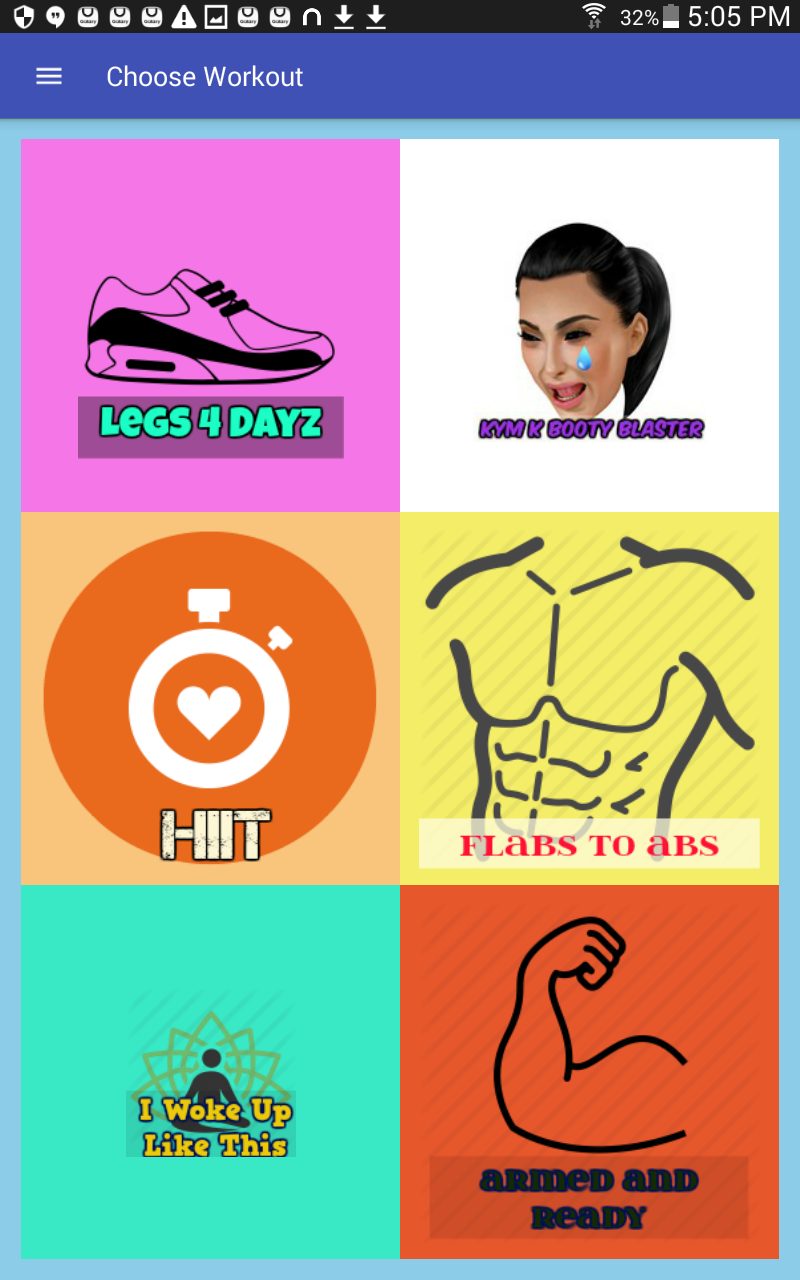 32% 5:05 PM
Choose Workout
LEGS 4 DAYZ
KYM K BOOTY BLASTER
HIIT
FLABS TO ABS
I Woke Up
Like This
ARMED AND
READY